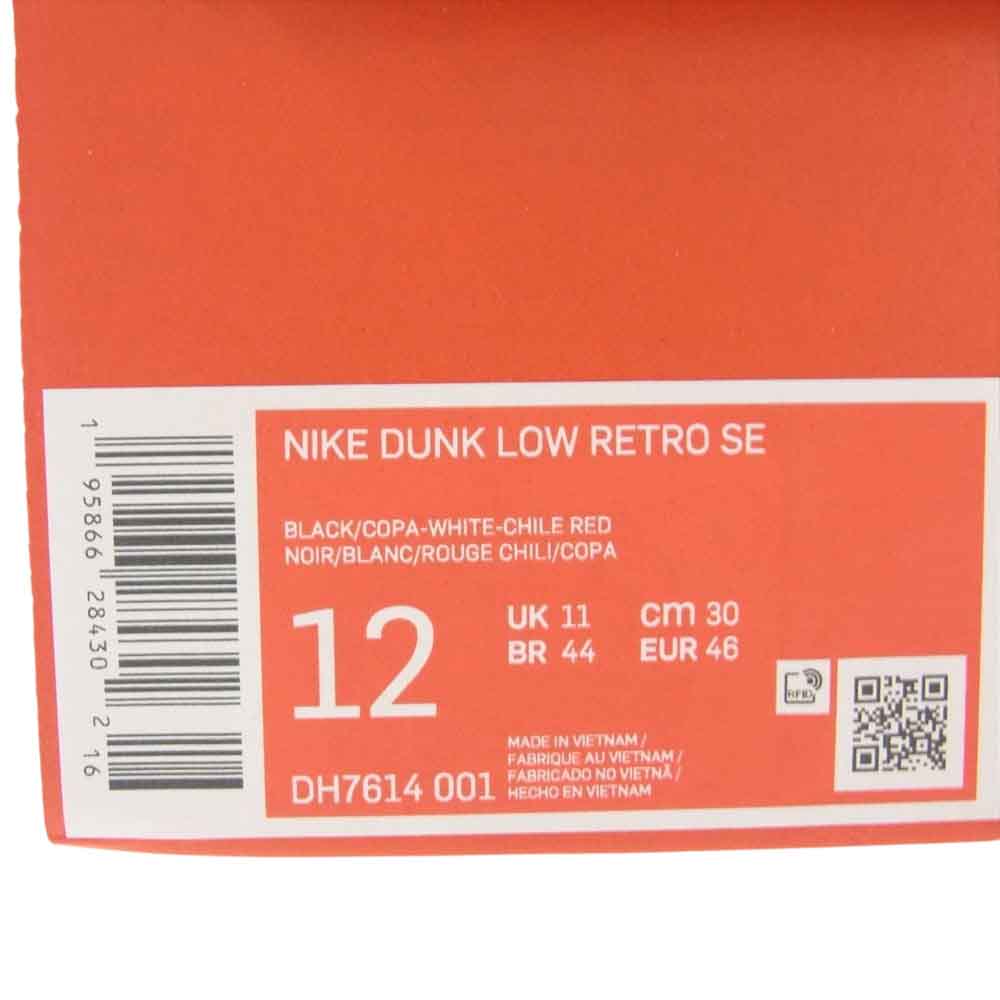 NIKE DUNK LOW RETRO SE
BLACK/COPA-WHITE-CHILE RED
NOIR/BLANC/ROUGE CHILI/COPA
12
UK 11 cm 30
BR 44 EUR 46
RFID
MADE IN VIETNAM /
FABRIQUE AU VIETNAM /
FABRICADO NO VIETNÃ /
HECHO EN VIETNAM
DH7614 001
1 95866 28430 2 16